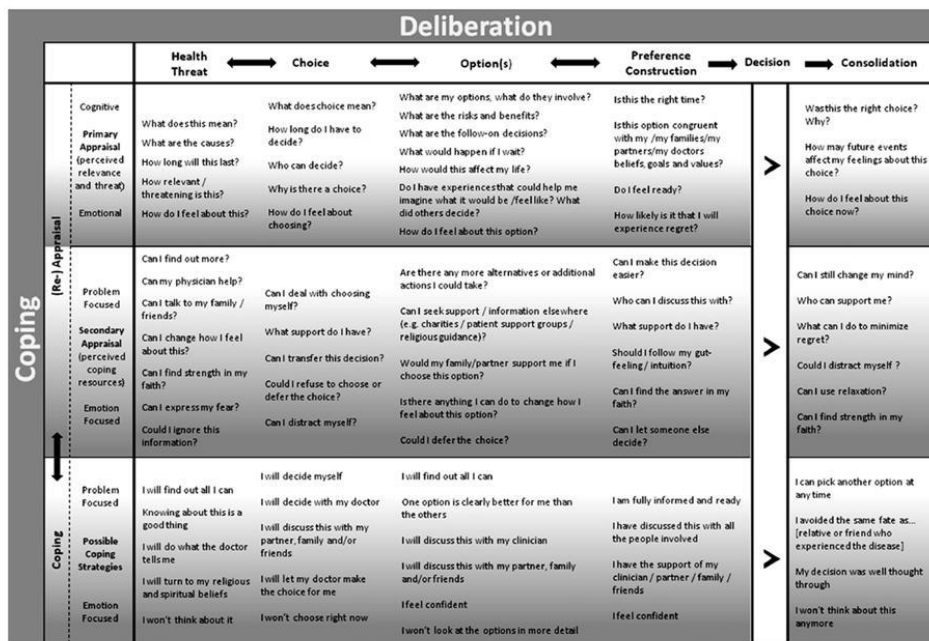 Deliberation
Coping
Health
Threat
Choice
Option(s)
Preference
Construction
Decision
Consolidation
(Re-) Appraisal
Cognitive
Primary
Appraisal
(perceived
relevance
and threat)
Emotional
What does this mean?
What are the causes?
How long will this last?
How relevant /
threatening is this?
How do I feel about this?
What does choice mean?
How long do I have to
decide?
Who can decide?
Why is there a choice?
How do I feel about
choosing?
What are my options, what do they involve?
What are the risks and benefits?
What are the follow-on decisions?
What would happen if I wait?
How would this affect my life?
Do I have experiences that could help me
imagine what it would be /feel like? What
did others decide?
How do I feel about this option?
Is this the right time?
Is this option congruent
with my /my families/my
partners/my doctors
beliefs, goals and values?
Do I feel ready?
How likely is it that I will
experience regret?
>
Was this the right choice?
Why?
How may future events
affect my feelings about this
choice?
How do I feel about this
choice now?
Problem
Focused
Secondary
Appraisal
(perceived
coping
resources)
Emotion
Focused
Can I find out more?
Can my physician help?
Can I talk to my family /
friends?
Can I change how I feel
about this?
Can I find strength in my
faith?
Can I express my fear?
Could I ignore this
information?
Can I deal with choosing
myself?
What support do I have?
Can I transfer this decision?
Could I refuse to choose or
defer the choice?
Can I distract myself?
Are there any more alternatives or additional
actions I could take?
Can I seek support / information elsewhere
(e.g. charities / patient support groups /
religious guidance)?
Would my family/partner support me if I
choose this option?
Is there anything I can do to change how I
feel about this option?
Could I defer the choice?
Can I make this decision
easier?
Who can I discuss this with?
What support do I have?
Should I follow my gut-
feeling / intuition?
Can I find the answer in my
faith?
Can I let someone else
decide?
>
Can I still change my mind?
Who can support me?
What can I do to minimize
regret?
Could I distract myself ?
Can I use relaxation?
Can I find strength in my
faith?
Coping
Problem
Focused
Possible
Coping
Strategies
Emotion
Focused
I will find out all I can
Knowing about this is a
good thing
I will do what the doctor
tells me
I will turn to my religious
and spiritual beliefs
I won't think about it
I will decide myself
I will decide with my doctor
I will discuss this with my
partner, family and/or
friends
I will let my doctor make
the choice for me
I won't choose right now
I will find out all I can
One option is clearly better for me than
the others
I will discuss this with my clinician
I will discuss this with my partner, family
and/or friends
I feel confident
I won't look at the options in more detail
I am fully informed and ready
I have discussed this with all
the people involved
I have the support of my
clinician / partner / family /
friends
I feel confident
>
I can pick another option at
any time
I avoided the same fate as...
[relative or friend who
experienced the disease]
My decision was well thought
through
I won't think about this
anymore